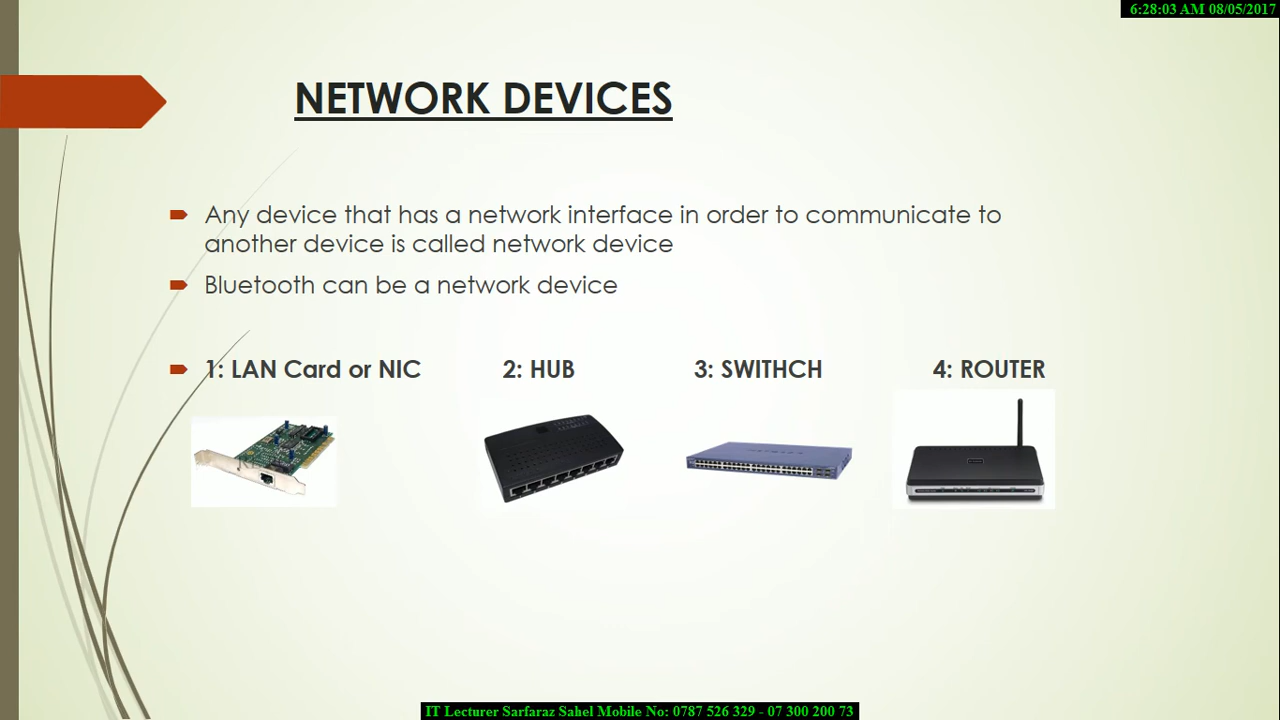 6:28:03 AM 08/05/2017
NETWORK DEVICES
Any device that has a network interface in order to communicate to
another device is called network device
Bluetooth can be a network device
1: LAN Card or NIC 2: HUB 3: SWITHCH 4: ROUTER
IT Lecturer Sarfaraz Sahel Mobile No: 0787 526 329 - 07 300 200 73